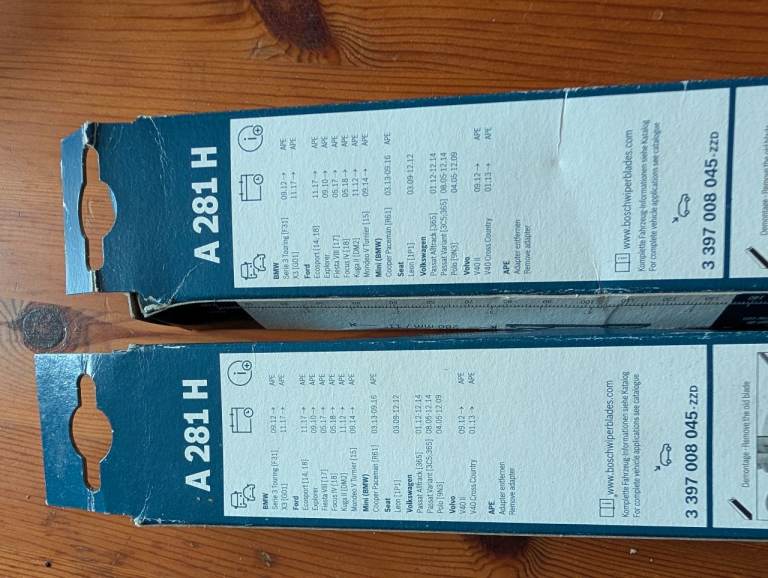 A 281 H
BMW
Serie 3 Touring [F31] 09.12 → APE
X3 [G01] 11.17 → APE
Ford
Ecosport [14; 18] 11.17 → APE
Explorer 09.10 → APE
Fiesta VIII [17] 05.17 → APE
Focus IV [18] 05.18 → APE
Kuga II [DM2] 11.12 → APE
Mondeo V Turnier [15] 09.14 → APE
Mini (BMW)
Cooper Paceman [R61] 03.13-09.16 APE
Seat
Leon [1P1] 03.09-12.12
Volkswagen
Passat Alltrack [365] 01.12-12.14
Passat Variant [3C5;365] 08.05-12.14
Polo [9N3] 04.05-12.09
Volvo
V40 II 09.12 → APE
V40 Cross Country 01.13 → APE
APE
Adapter entfernen
Remove adapter
www.boschwiperblades.com
Komplette Fahrzeug-Informationen siehe Katalog
For complete vehicle applications see catalogue
3 397 008 045-ZZD
A 281 H
BMW
Serie 3 Touring [F31] 09.12 → APE
X3 [G01] 11.17 → APE
Ford
Ecosport [14; 18] 11.17 → APE
Explorer 09.10 → APE
Fiesta VIII [17] 05.17 → APE
Focus IV [18] 05.18 → APE
Kuga II [DM2] 11.12 → APE
Mondeo V Turnier [15] 09.14 → APE
Mini (BMW)
Cooper Paceman [R61] 03.13-09.16 APE
Seat
Leon [1P1] 03.09-12.12
Volkswagen
Passat Alltrack [365] 01.12-12.14
Passat Variant [3C5;365] 08.05-12.14
Polo [9N3] 04.05-12.09
Volvo
V40 II 09.12 → APE
V40 Cross Country 01.13 → APE
APE
Adapter entfernen
Remove adapter
www.boschwiperblades.com
Komplette Fahrzeug-Informationen siehe Katalog
For complete vehicle applications see catalogue
3 397 008 045-ZZD
Demontage - Remove the old blade